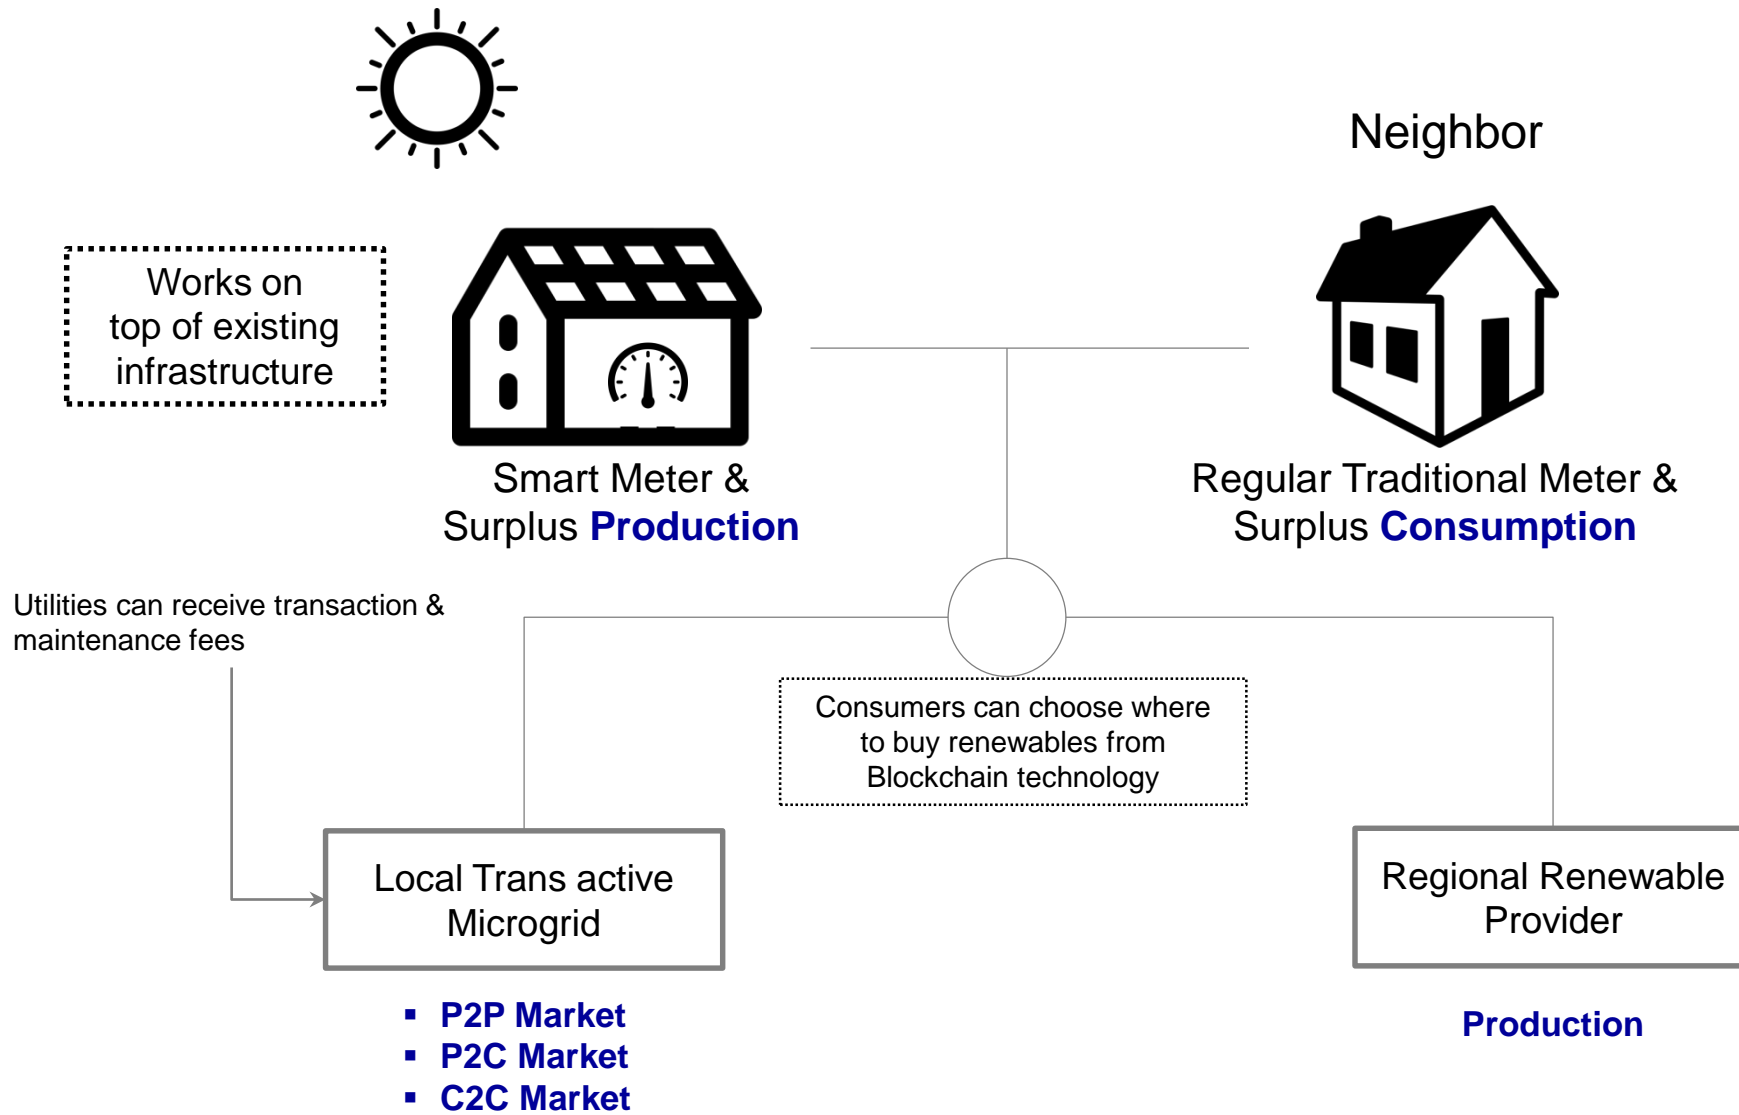 Neighbor
Works on
top of existing
infrastructure
Smart Meter &
Surplus Production
Regular Traditional Meter &
Surplus Consumption
Utilities can receive transaction &
maintenance fees
Consumers can choose where
to buy renewables from
Blockchain technology
Local Trans active
Microgrid
Regional Renewable
Provider
▪ P2P Market
▪ P2C Market
▪ C2C Market
Production